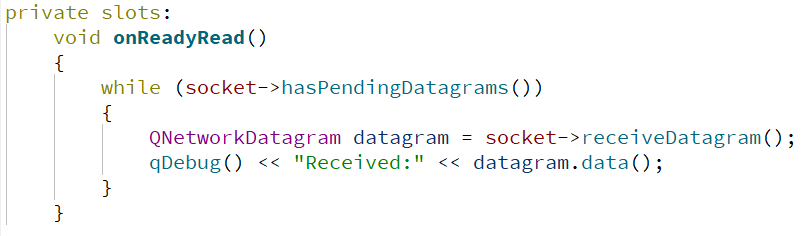 private slots:
    void onReadyRead()
    {
        while (socket->hasPendingDatagrams())
        {
            QNetworkDatagram datagram = socket->receiveDatagram();
            qDebug() << "Received:" << datagram.data();
        }
    }